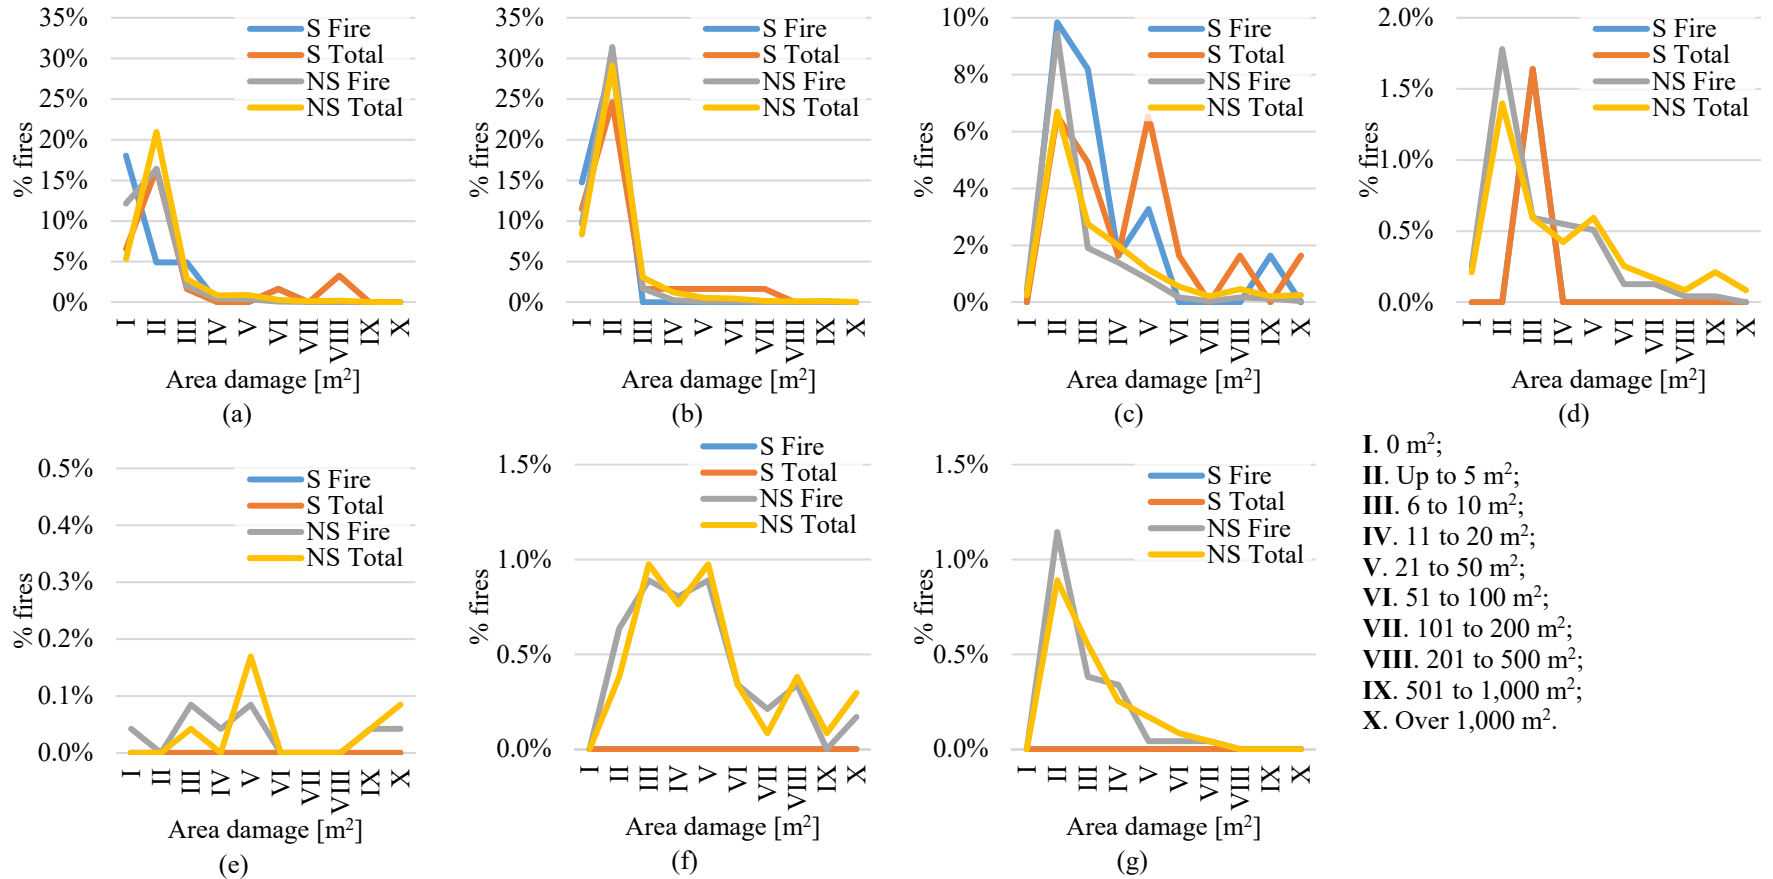 35%
30%
25%
20%
15%
10%
5%
0%
% fires
S Fire
S Total
NS Fire
NS Total
I II III IV V VI VII VIII IX X
Area damage [m²]
(a)
35%
30%
25%
20%
15%
10%
5%
0%
% fires
S Fire
S Total
NS Fire
NS Total
I II III IV V VI VII VIII IX X
Area damage [m²]
(b)
10%
8%
6%
4%
2%
0%
% fires
S Fire
S Total
NS Fire
NS Total
I II III IV V VI VII VIII IX X
Area damage [m²]
(c)
2.0%
1.5%
1.0%
0.5%
0.0%
% fires
S Fire
S Total
NS Fire
NS Total
I II III IV V VI VII VIII IX X
Area damage [m²]
(d)
0.5%
0.4%
0.3%
0.2%
0.1%
0.0%
% fires
S Fire
S Total
NS Fire
NS Total
I II III IV V VI VII VIII IX X
Area damage [m²]
(e)
1.5%
1.0%
0.5%
0.0%
% fires
S Fire
S Total
NS Fire
NS Total
I II III IV V VI VII VIII IX X
Area damage [m²]
(f)
1.5%
1.0%
0.5%
0.0%
% fires
S Fire
S Total
NS Fire
NS Total
I II III IV V VI VII VIII IX X
Area damage [m²]
(g)
I. 0 m²;
II. Up to 5 m²;
III. 6 to 10 m²;
IV. 11 to 20 m²;
V. 21 to 50 m²;
VI. 51 to 100 m²;
VII. 101 to 200 m²;
VIII. 201 to 500 m²;
IX. 501 to 1,000 m²;
X. Over 1,000 m².